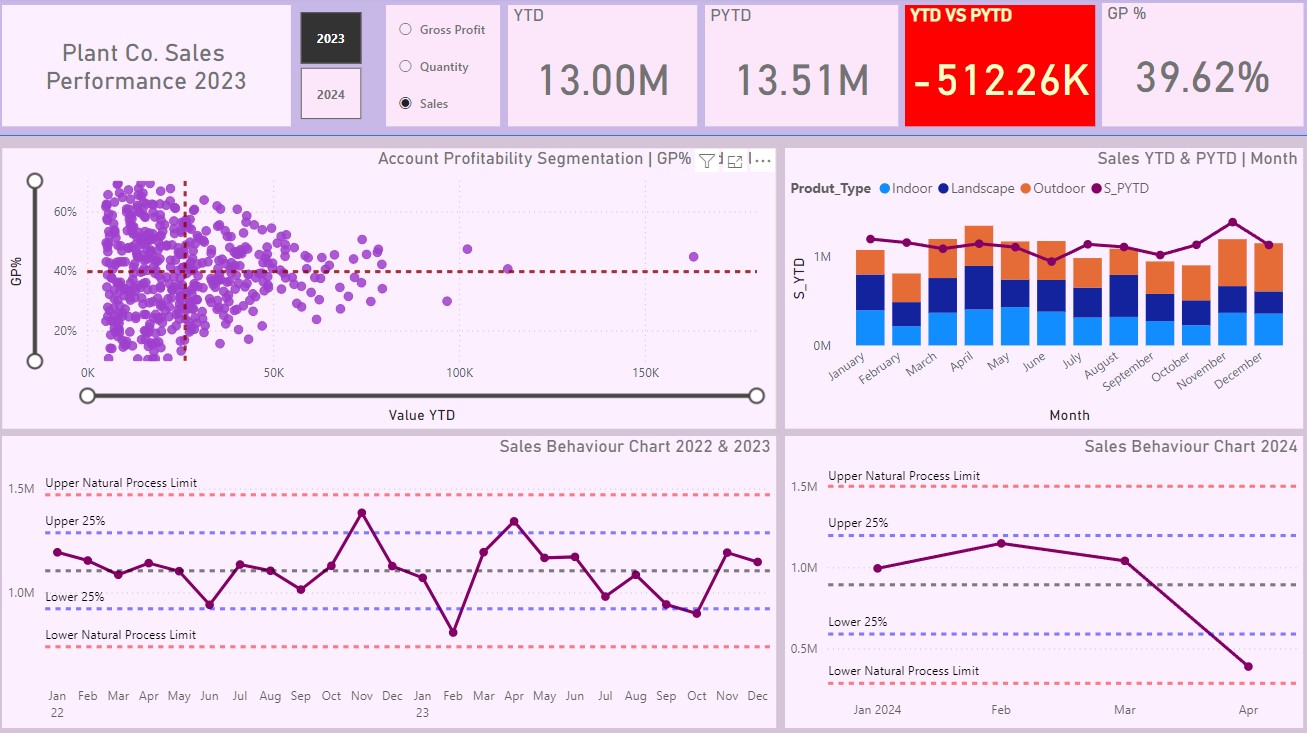 Plant Co. Sales
Performance 2023
2023
2024
Gross Profit
Quantity
Sales
YTD
13.00M
PYTD
13.51M
YTD VS PYTD
-512.26K
GP %
39.62%
Account Profitability Segmentation | GP%
GP%
60%
40%
20%
0K
50K
100K
150K
Value YTD
Sales YTD & PYTD | Month
Produt_Type Indoor Landscape Outdoor S_PYTD
S_YTD
1M
0M
January
February
March
April
May
June
July
August
September
October
November
December
Month
Sales Behaviour Chart 2022 & 2023
1.5M
1.0M
Upper Natural Process Limit
Upper 25%
Lower 25%
Lower Natural Process Limit
Jan Feb Mar Apr May Jun Jul Aug Sep Oct Nov Dec Jan Feb Mar Apr May Jun Jul Aug Sep Oct Nov Dec
22 23
Sales Behaviour Chart 2024
1.5M
1.0M
0.5M
Upper Natural Process Limit
Upper 25%
Lower 25%
Lower Natural Process Limit
Jan 2024 Feb Mar Apr